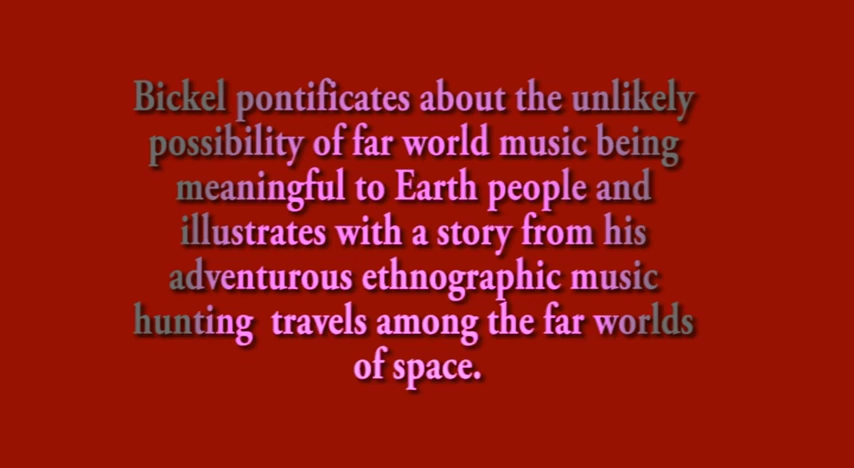 Bickel pontificates about the unlikely
possibility of far world music being
meaningful to Earth people and
illustrates with a story from his
adventurous ethnographic music
hunting  travels among the far worlds
of space.